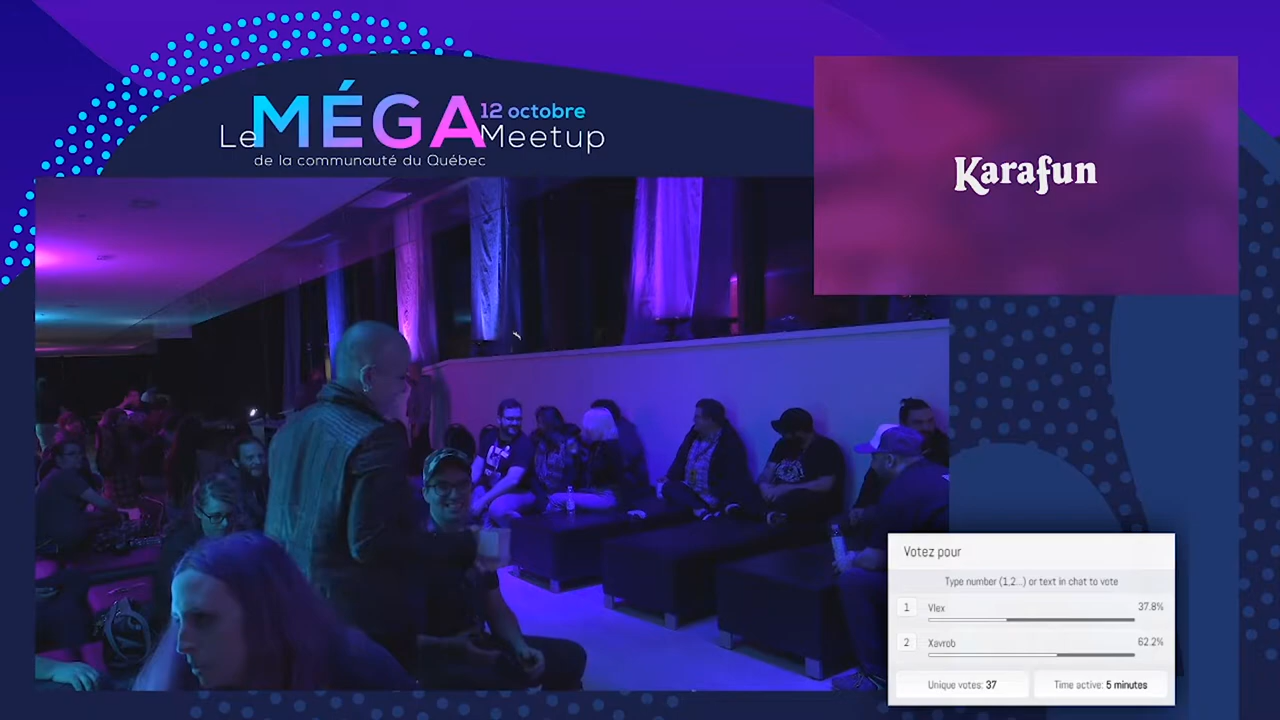 12 octobre
Le MÉGA Meetup
de la communauté du Québec
Karafun
Votez pour
Type number (1,2...) or text in chat to vote
1 Vlex 37.8%
2 Xavrob 62.2%
Unique votes: 37 Time active: 5 minutes